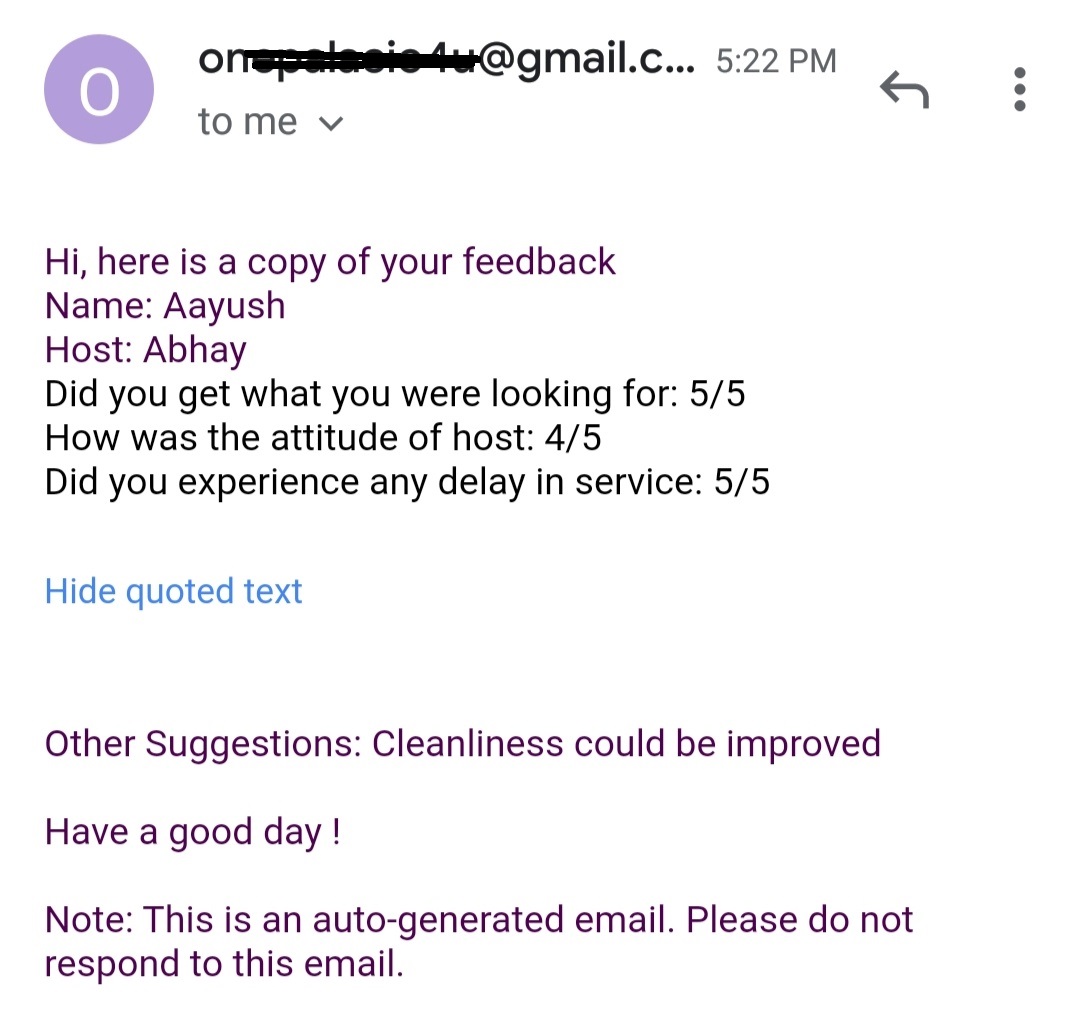 O
@gmail.c... 5:22 PM
to me
Hi, here is a copy of your feedback
Name: Aayush
Host: Abhay
Did you get what you were looking for: 5/5
How was the attitude of host: 4/5
Did you experience any delay in service: 5/5
Hide quoted text
Other Suggestions: Cleanliness could be improved
Have a good day !
Note: This is an auto-generated email. Please do not
respond to this email.